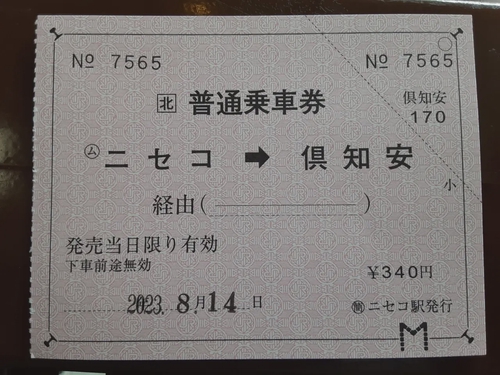 № 7565 № 7565
北 普通乗車券
倶知安
170
ム ニセコ ➡ 倶知安
小
経由( )
発売当日限り有効
下車前途無効
¥340円
2023. 8月14日
簡 ニセコ駅発行
M